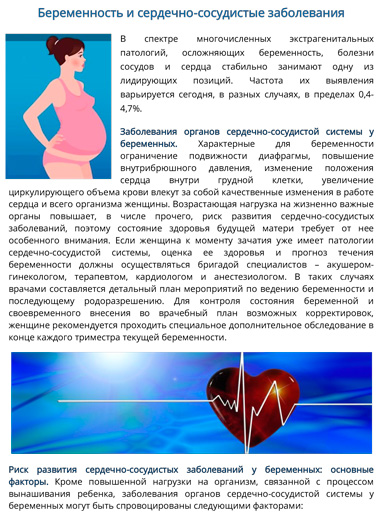 Беременность и сердечно-сосудистые заболевания
В спектре многочисленных экстрагенитальных
патологий, осложняющих беременность, болезни
сосудов и сердца стабильно занимают одну из
лидирующих позиций. Частота их выявления
варьируется сегодня, в разных случаях, в пределах 0,4-
4,7%.
Заболевания органов сердечно-сосудистой системы у
беременных. Характерные для беременности
ограничение подвижности диафрагмы, повышение
внутрибрюшного давления, изменение положения
сердца внутри грудной клетки, увеличение
циркулирующего объема крови влекут за собой качественные изменения в работе
сердца и всего организма женщины. Возрастающая нагрузка на жизненно важные
органы повышает, в числе прочего, риск развития сердечно-сосудистых
заболеваний, поэтому состояние здоровья будущей матери требует от нее
особенного внимания. Если женщина к моменту зачатия уже имеет патологии
сердечно-сосудистой системы, оценка ее здоровья и прогноз течения
беременности должны осуществляться бригадой специалистов – акушером-
гинекологом, терапевтом, кардиологом и анестезиологом. В таких случаях
врачами составляется детальный план мероприятий по ведению беременности и
последующему родоразрешению. Для контроля состояния беременной и
своевременного внесения во врачебный план возможных корректировок,
женщине рекомендуется проходить специальное дополнительное обследование в
конце каждого триместра текущей беременности.
Риск развития сердечно-сосудистых заболеваний у беременных: основные
факторы. Кроме повышенной нагрузки на организм, связанной с процессом
вынашивания ребенка, заболевания органов сердечно-сосудистой системы у
беременных могут быть спровоцированы следующими факторами: